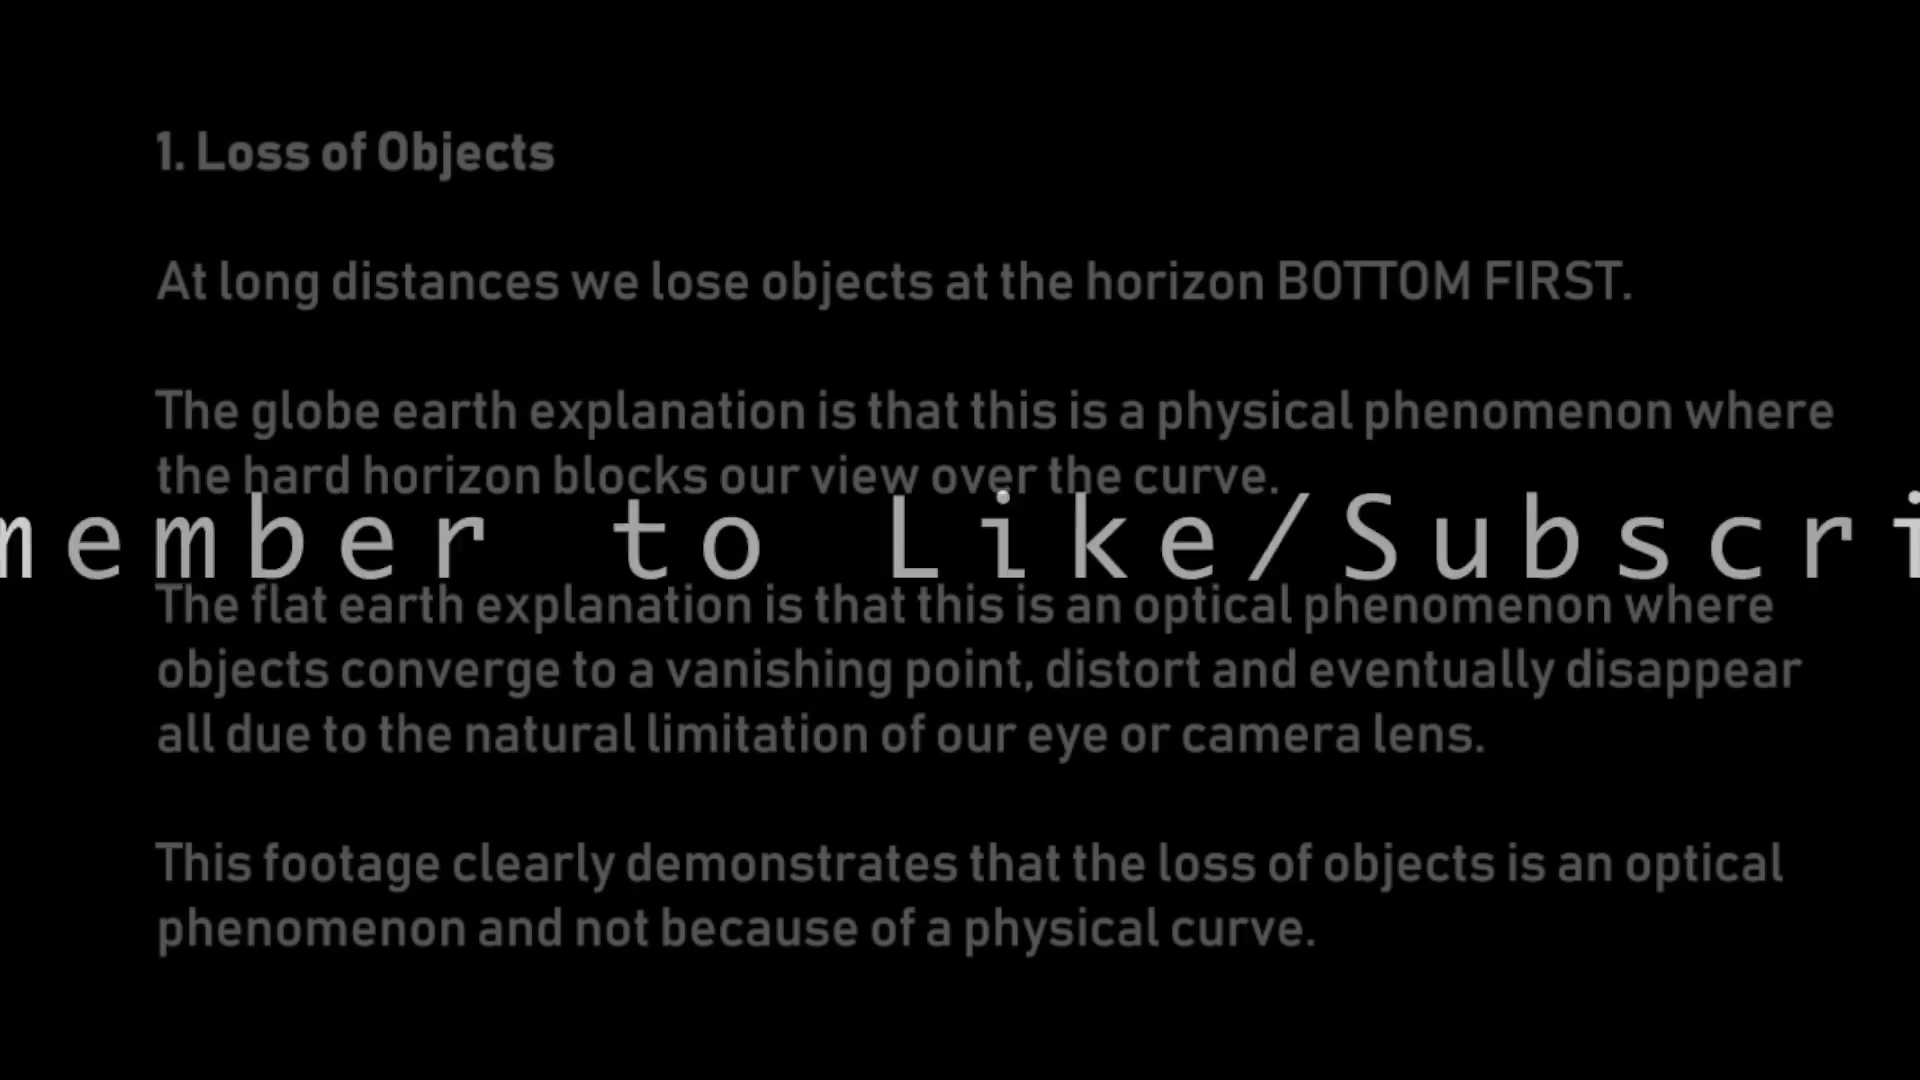 1. Loss of Objects
At long distances we lose objects at the horizon BOTTOM FIRST.
The globe earth explanation is that this is a physical phenomenon where
the hard horizon blocks our view over the curve.
member to Like/Subscri
The flat earth explanation is that this is an optical phenomenon where
objects converge to a vanishing point, distort and eventually disappear
all due to the natural limitation of our eye or camera lens.
This footage clearly demonstrates that the loss of objects is an optical
phenomenon and not because of a physical curve.